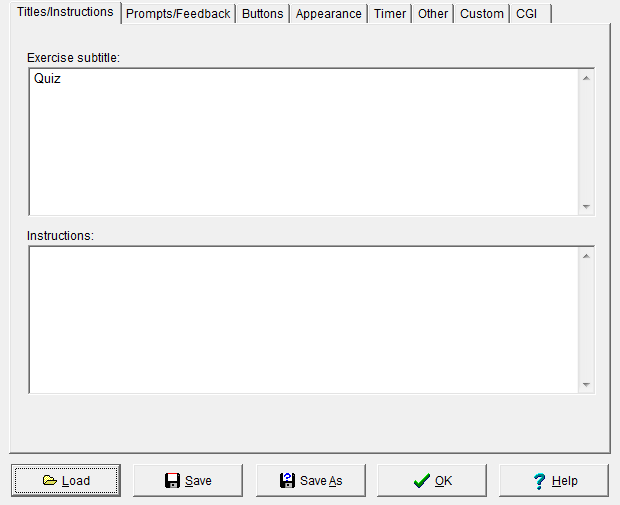 Titles/Instructions Prompts/Feedback Buttons Appearance Timer Other Custom CGI
Exercise subtitle:
Quiz
Instructions:
Load Save Save As OK Help